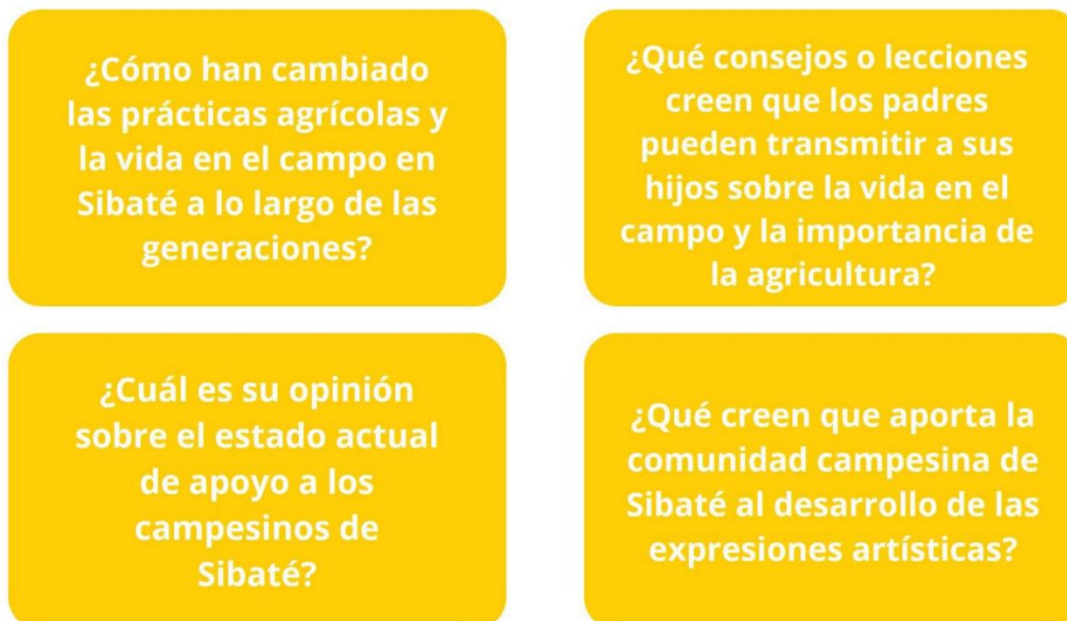 ¿Cómo han cambiado
las prácticas agrícolas y
la vida en el campo en
Sibaté a lo largo de las
generaciones?
¿Qué consejos o lecciones
creen que los padres
pueden transmitir a sus
hijos sobre la vida en el
campo y la importancia de
la agricultura?
¿Cuál es su opinión
sobre el estado actual
de apoyo a los
campesinos de
Sibaté?
¿Qué creen que aporta la
comunidad campesina de
Sibaté al desarrollo de las
expresiones artísticas?